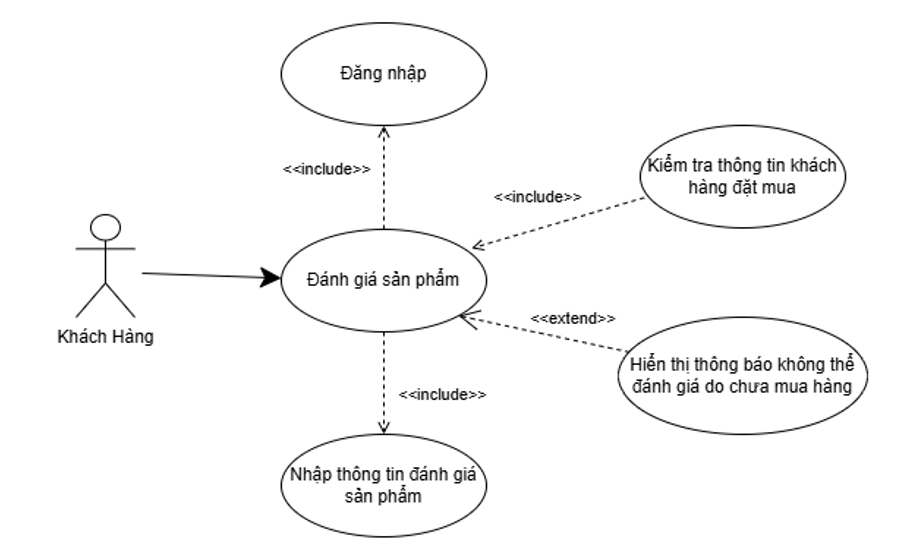 Đăng nhập
<<include>>
Kiểm tra thông tin khách
hàng đặt mua
<<include>>
Khách Hàng
Đánh giá sản phẩm
<<extend>>
Hiển thị thông báo không thể
đánh giá do chưa mua hàng
<<include>>
Nhập thông tin đánh giá
sản phẩm